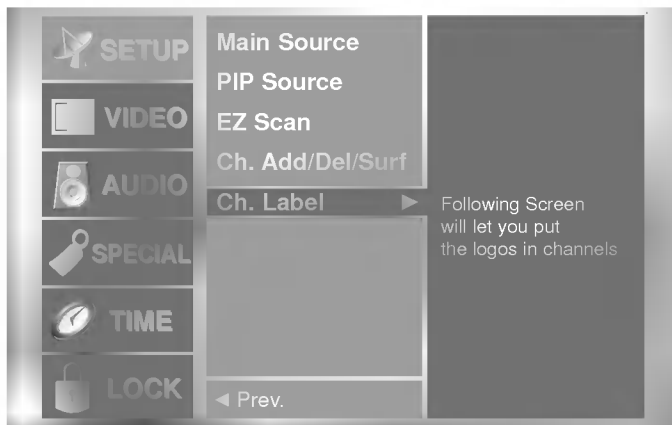 SETUP
VIDEO
AUDIO
SPECIAL
TIME
LOCK
Main Source
PIP Source
EZ Scan
Ch. Add/Del/Surf
Ch. Label ▶
◀ Prev.
Following Screen
will let you put
the logos in channels